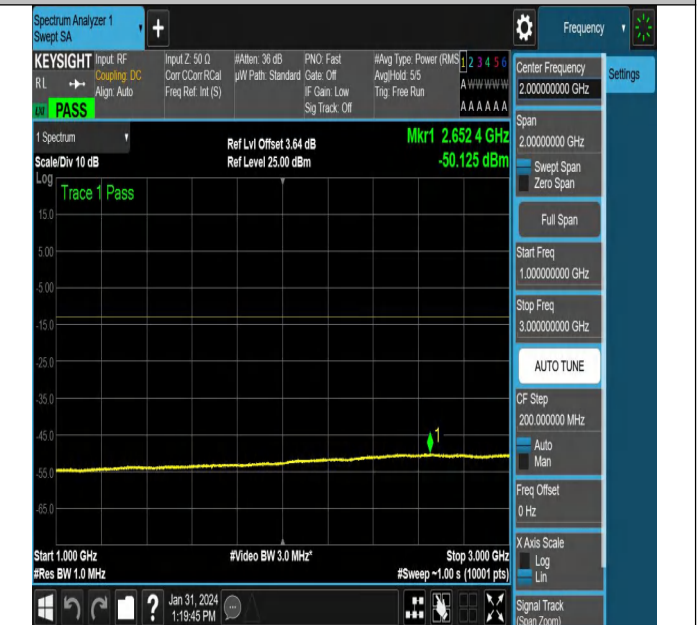 Spectrum Analyzer 1
Swept SA
+
Frequency
KEYSIGHT
RL
PASS
Input: RF
Coupling: DC
Align: Auto
Input Z: 50 Ω
Corr CCorr RCal
Freq Ref: Int (S)
#Atten: 36 dB
µW Path: Standard
PNO: Fast
Gate: Off
IF Gain: Low
Sig Track: Off
#Avg Type: Power (RMS
Avg|Hold: 5/5
Trig: Free Run
1 2 3 4 5 6
A W W W W W
A A A A A A
1 Spectrum
Scale/Div 10 dB
Log
Ref Lvl Offset 3.64 dB
Ref Level 25.00 dBm
Mkr1 2.652 4 GHz
-50.125 dBm
Trace 1 Pass
15.0
5.00
-5.00
-15.0
-25.0
-35.0
-45.0
-55.0
-65.0
1
Start 1.000 GHz
#Res BW 1.0 MHz
#Video BW 3.0 MHz*
Stop 3.000 GHz
#Sweep ~1.00 s (10001 pts)
?
Jan 31, 2024
1:19:45 PM
Center Frequency
2.000000000 GHz
Settings
Span
2.00000000 GHz
Swept Span
Zero Span
Full Span
Start Freq
1.000000000 GHz
Stop Freq
3.000000000 GHz
AUTO TUNE
CF Step
200.000000 MHz
Auto
Man
Freq Offset
0 Hz
X Axis Scale
Log
Lin
Signal Track
(Span Zoom)